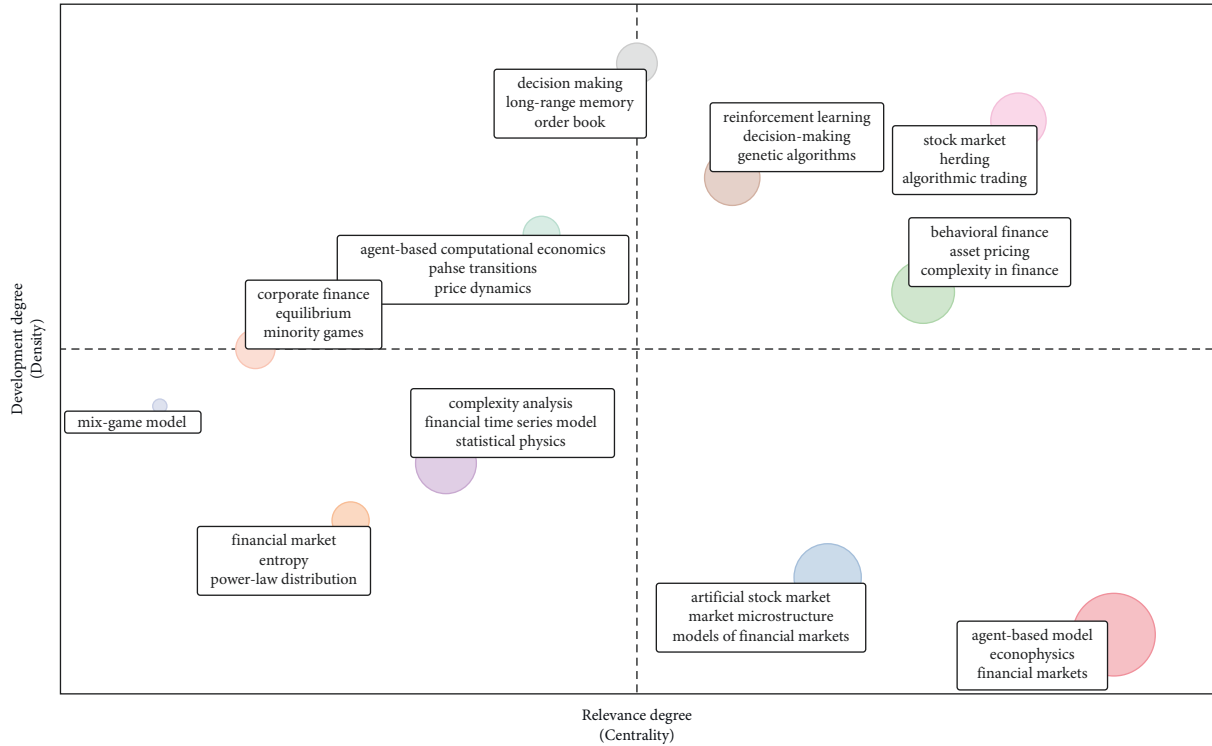 decision making
long-range memory
order book
reinforcement learning
decision-making
genetic algorithms
stock market
herding
algorithmic trading
behavioral finance
asset pricing
complexity in finance
agent-based computational economics
pahse transitions
price dynamics
corporate finance
equilibrium
minority games
mix-game model
complexity analysis
financial time series model
statistical physics
financial market
entropy
power-law distribution
artificial stock market
market microstructure
models of financial markets
agent-based model
econophysics
financial markets
Development degree
(Density)
Relevance degree
(Centrality)